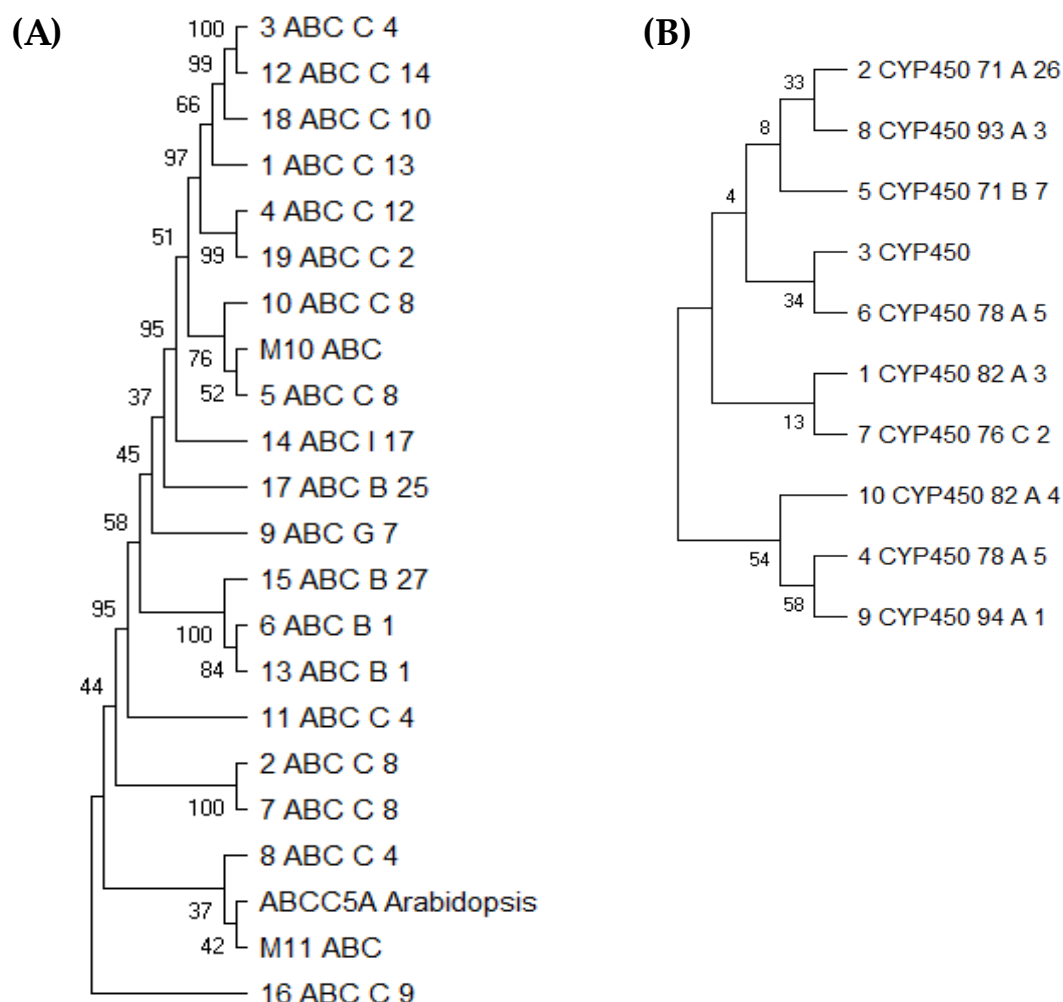 (A)
100
3 ABC C 4
99
12 ABC C 14
66
18 ABC C 10
97
1 ABC C 13
4 ABC C 12
51
99
19 ABC C 2
10 ABC C 8
95
76
M10 ABC
37
52
5 ABC C 8
14 ABC I 17
45
17 ABC B 25
58
9 ABC G 7
15 ABC B 27
95
100
6 ABC B 1
84
13 ABC B 1
44
11 ABC C 4
2 ABC C 8
100
7 ABC C 8
8 ABC C 4
37
ABCC5A Arabidopsis
42
M11 ABC
16 ABC C 9
(B)
2 CYP450 71 A 26
33
8
8 CYP450 93 A 3
4
5 CYP450 71 B 7
3 CYP450
34
6 CYP450 78 A 5
1 CYP450 82 A 3
13
7 CYP450 76 C 2
10 CYP450 82 A 4
54
4 CYP450 78 A 5
58
9 CYP450 94 A 1